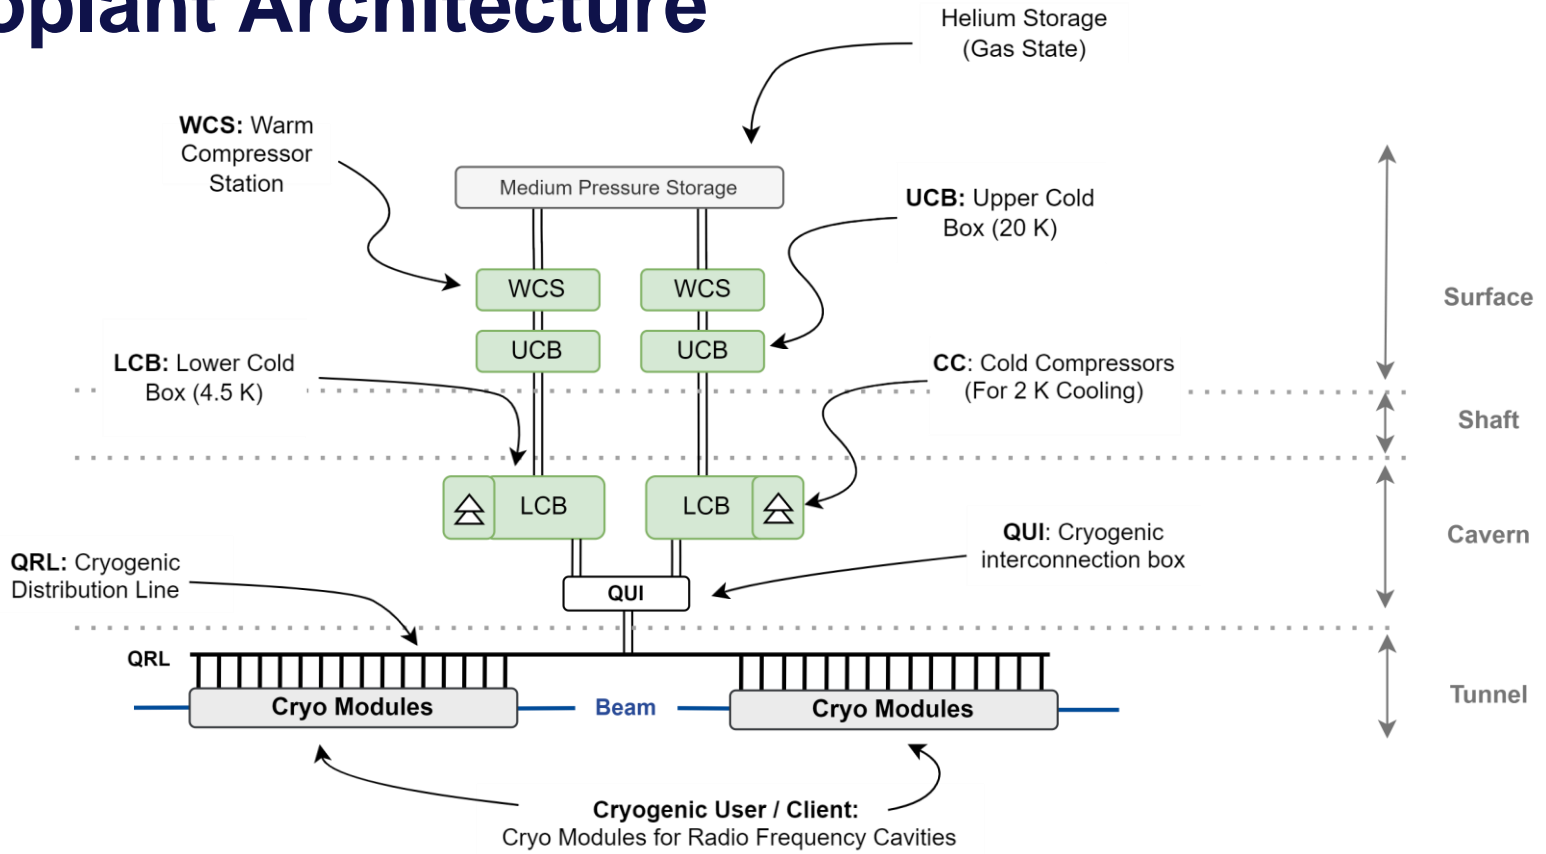 oplant Architecture
Helium Storage
(Gas State)
WCS: Warm
Compressor
Station
Medium Pressure Storage
UCB: Upper Cold
Box (20 K)
WCS
WCS
Surface
UCB
UCB
LCB: Lower Cold
Box (4.5 K)
CC: Cold Compressors
(For 2 K Cooling)
Shaft
LCB
LCB
QUI: Cryogenic
interconnection box
Cavern
QRL: Cryogenic
Distribution Line
QUI
QRL
Cryo Modules
Beam
Cryo Modules
Tunnel
Cryogenic User / Client:
Cryo Modules for Radio Frequency Cavities